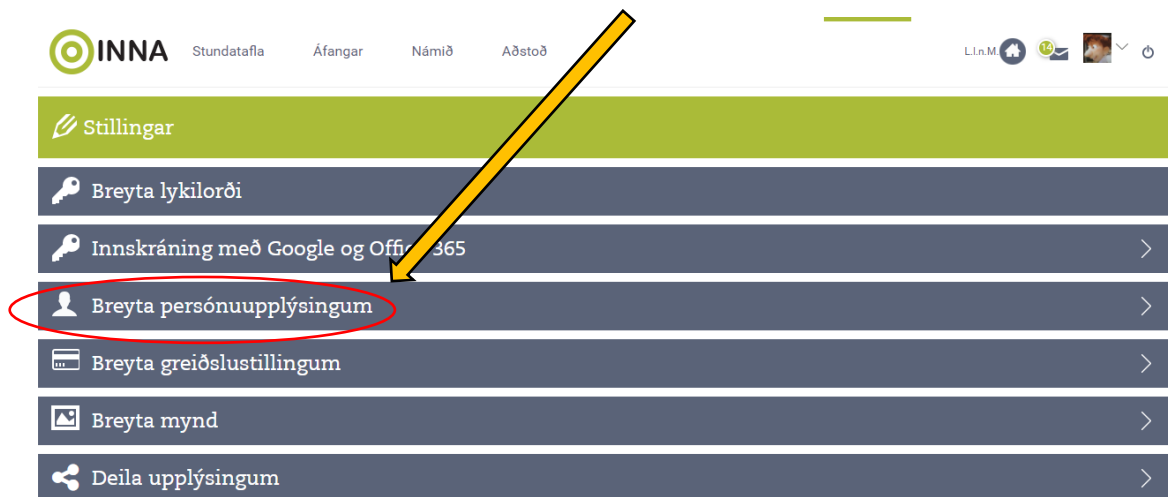 INNA Stundatafla Áfangar Námið Aðstoð L.I.n.M. 14
Stillingar
Breyta lykilorði
Innskráning með Google og Office 365
Breyta persónuupplýsingum
Breyta greiðslustillingum
Breyta mynd
Deila upplýsingum